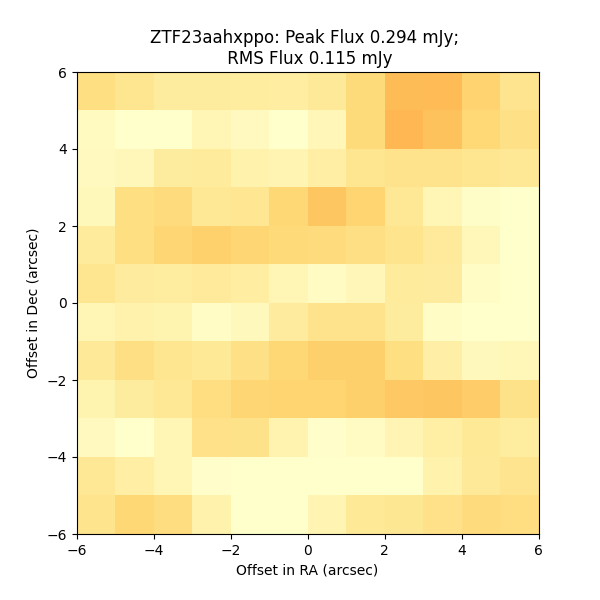 ZTF23aahxppo: Peak Flux 0.294 mJy;
RMS Flux 0.115 mJy
6
4
2
0
−2
−4
−6
Offset in Dec (arcsec)
−6 −4 −2 0 2 4 6
Offset in RA (arcsec)